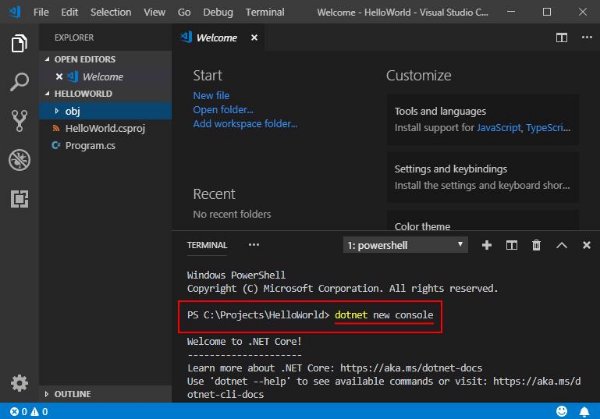 File Edit Selection View Go Debug Terminal Welcome - HelloWorld - Visual Studio C...
EXPLORER
OPEN EDITORS
Welcome
HELLOWORLD
obj
HelloWorld.csproj
Program.cs
OUTLINE
Welcome
Start
New file
Open folder...
Add workspace folder...
Recent
No recent folders
Customize
Tools and languages
Install support for JavaScript, TypeScri...
Settings and keybindings
Install the settings and keyboard shor...
Color theme
TERMINAL ... 1: powershell
Windows PowerShell
Copyright (C) Microsoft Corporation. All rights reserved.
PS C:\Projects\HelloWorld> dotnet new console
Welcome to .NET Core!
---------------------
Learn more about .NET Core: https://aka.ms/dotnet-docs
Use 'dotnet --help' to see available commands or visit: https://aka.ms/d
otnet-cli-docs
0 0